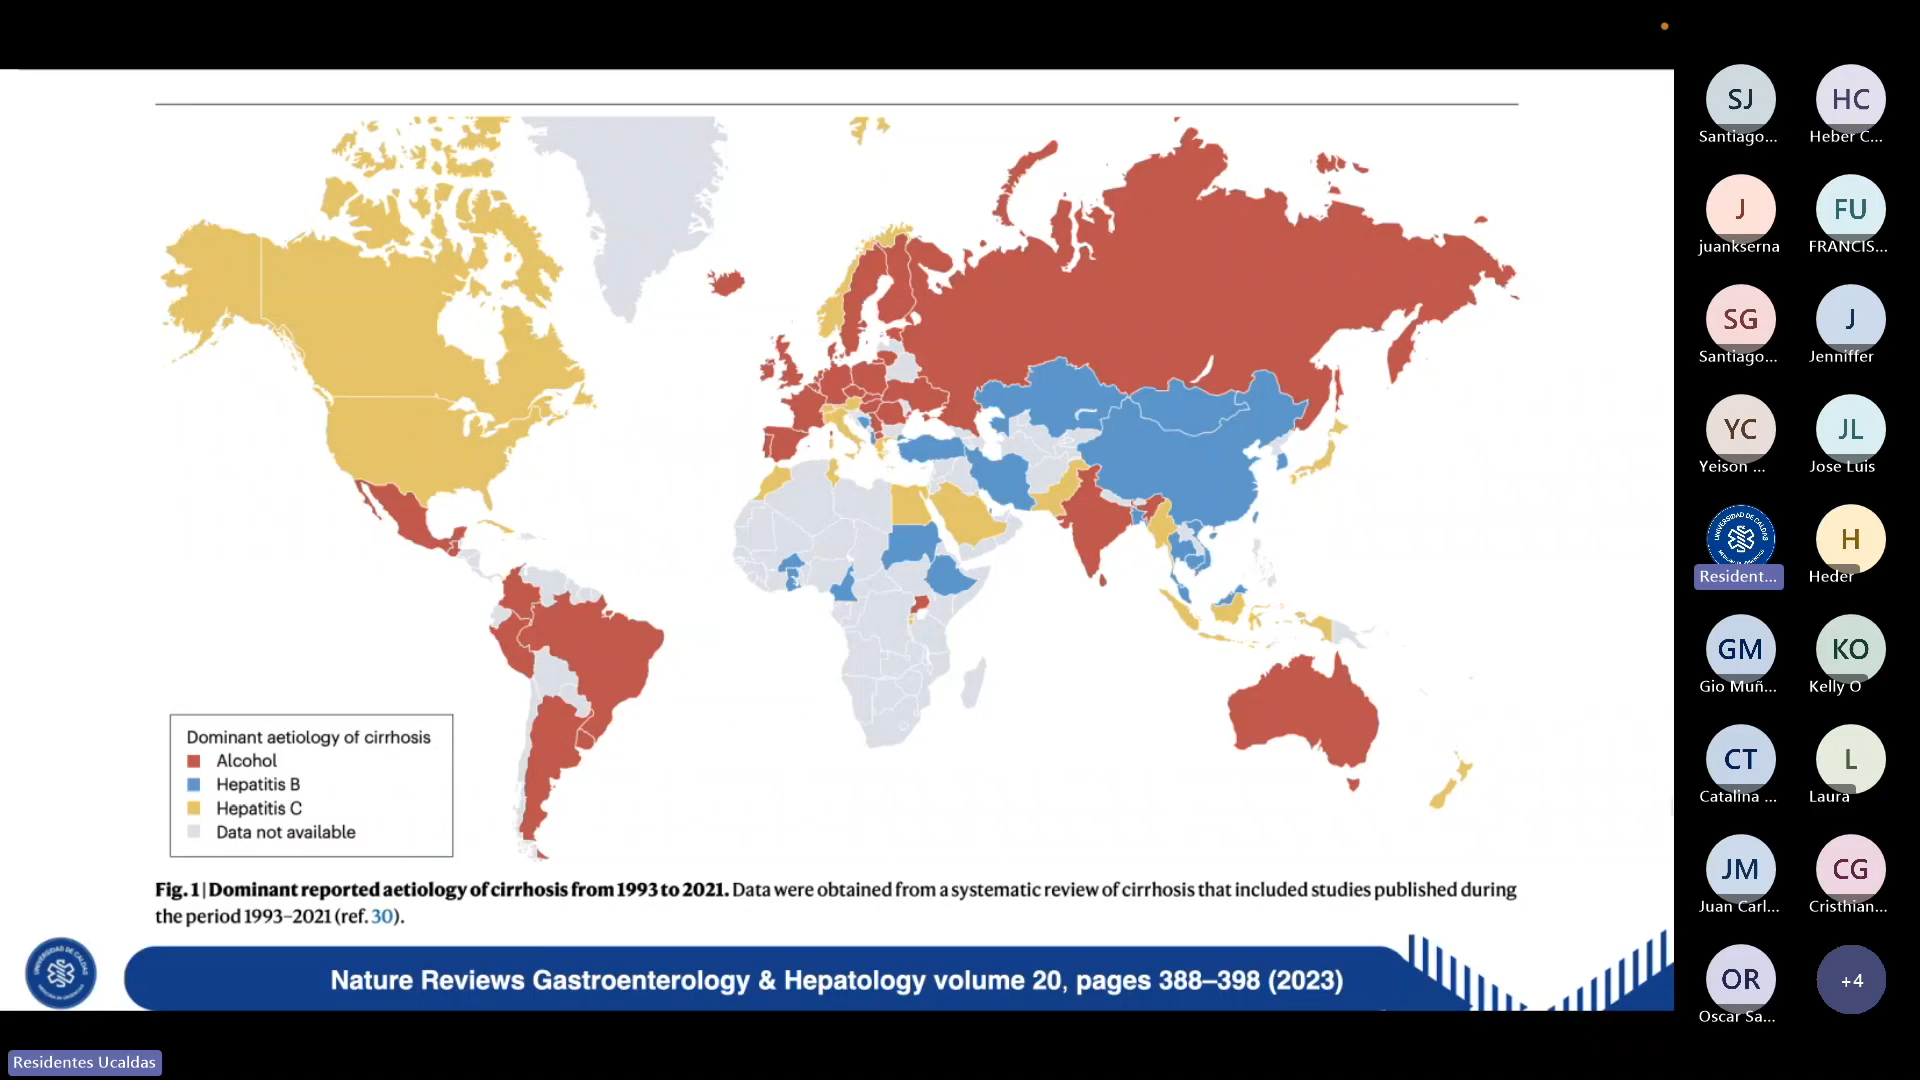 Dominant aetiology of cirrhosis
Alcohol
Hepatitis B
Hepatitis C
Data not available
Fig. 1 | Dominant reported aetiology of cirrhosis from 1993 to 2021. Data were obtained from a systematic review of cirrhosis that included studies published during
the period 1993–2021 (ref. 30).
Nature Reviews Gastroenterology & Hepatology volume 20, pages 388–398 (2023)
Residentes Ucaldas
SJ
Santiago...
HC
Heber C...
J
juankserna
FU
FRANCIS...
SG
Santiago...
J
Jenniffer
YC
Yeison ...
JL
Jose Luis
UNIVERSIDAD DE CALDAS
Resident...
H
Heder
GM
Gio Muñ...
KO
Kelly O
CT
Catalina ...
L
Laura
JM
Juan Carl...
CG
Cristhian...
OR
Oscar Sa...
+4